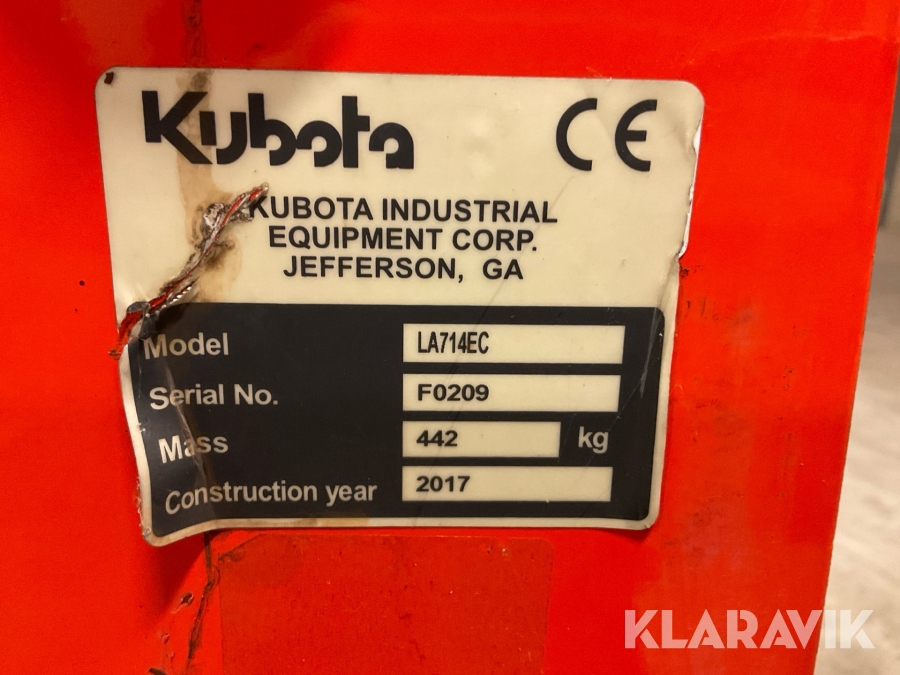 Kubota CE
KUBOTA INDUSTRIAL
EQUIPMENT CORP.
JEFFERSON, GA
Model LA714EC
Serial No. F0209
Mass 442 kg
Construction year 2017
KLARAVIK